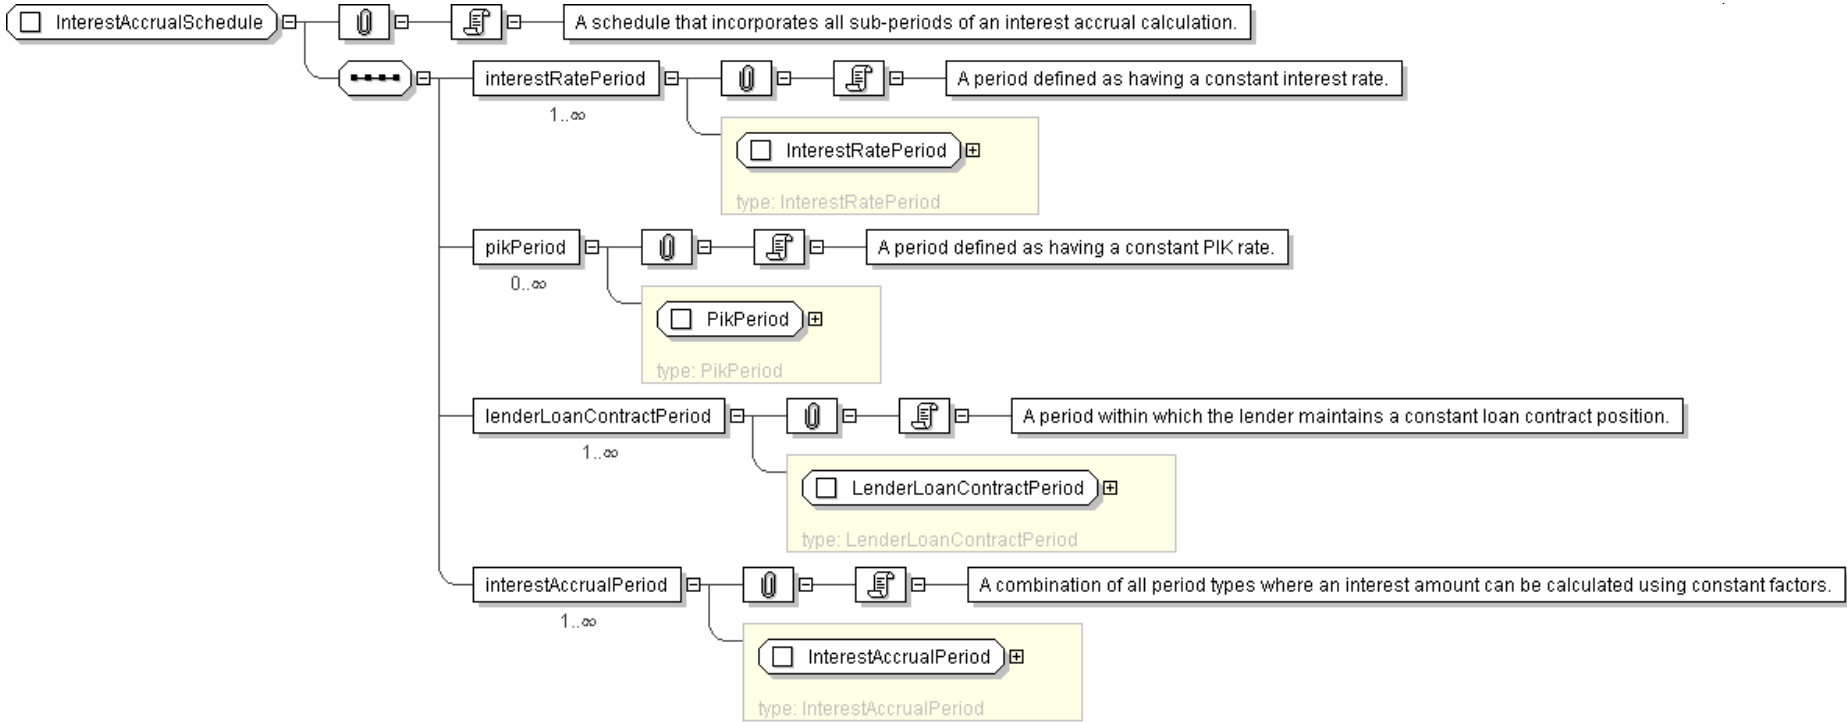 InterestAccrualSchedule
A schedule that incorporates all sub-periods of an interest accrual calculation.
interestRatePeriod
A period defined as having a constant interest rate.
1..∞
InterestRatePeriod
type: InterestRatePeriod
pikPeriod
A period defined as having a constant PIK rate.
0..∞
PikPeriod
type: PikPeriod
lenderLoanContractPeriod
A period within which the lender maintains a constant loan contract position.
1..∞
LenderLoanContractPeriod
type: LenderLoanContractPeriod
interestAccrualPeriod
A combination of all period types where an interest amount can be calculated using constant factors.
1..∞
InterestAccrualPeriod
type: InterestAccrualPeriod